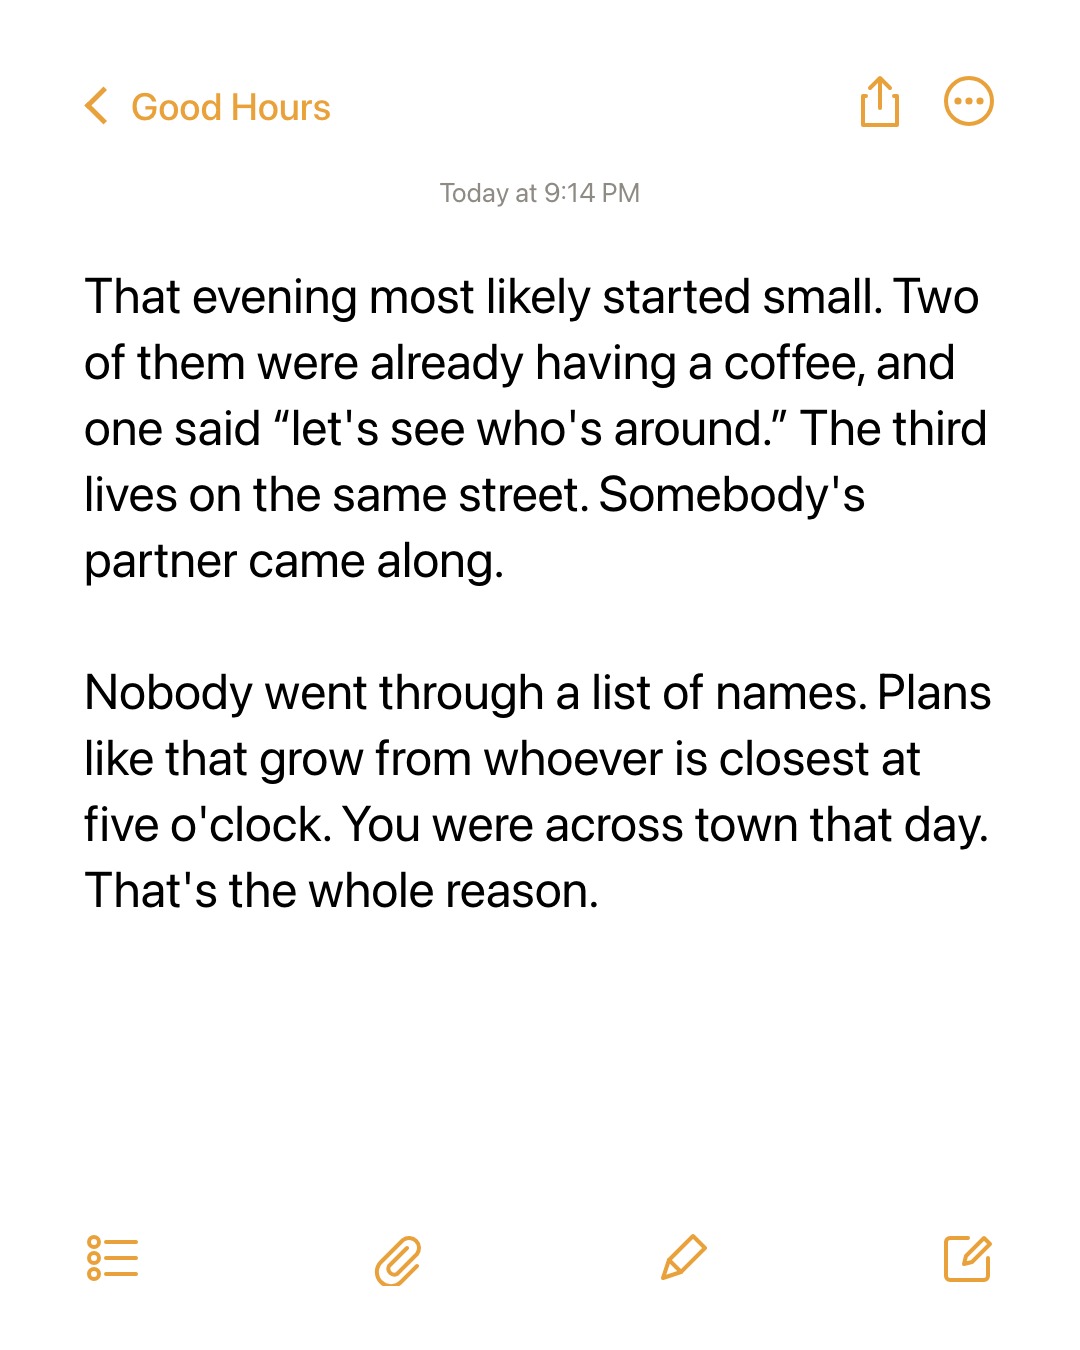 Good Hours
Today at 9:14 PM
That evening most likely started small. Two
of them were already having a coffee, and
one said “let's see who's around.” The third
lives on the same street. Somebody's
partner came along.
Nobody went through a list of names. Plans
like that grow from whoever is closest at
five o'clock. You were across town that day.
That's the whole reason.